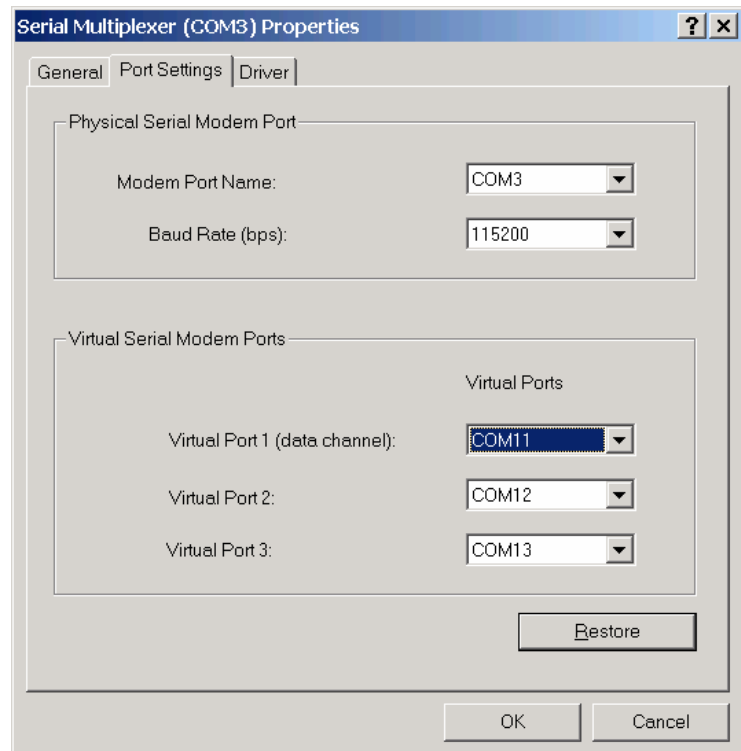 Serial Multiplexer (COM3) Properties
General Port Settings Driver
Physical Serial Modem Port
Modem Port Name: COM3
Baud Rate (bps): 115200
Virtual Serial Modem Ports
Virtual Ports
Virtual Port 1 (data channel): COM11
Virtual Port 2: COM12
Virtual Port 3: COM13
Restore
OK Cancel